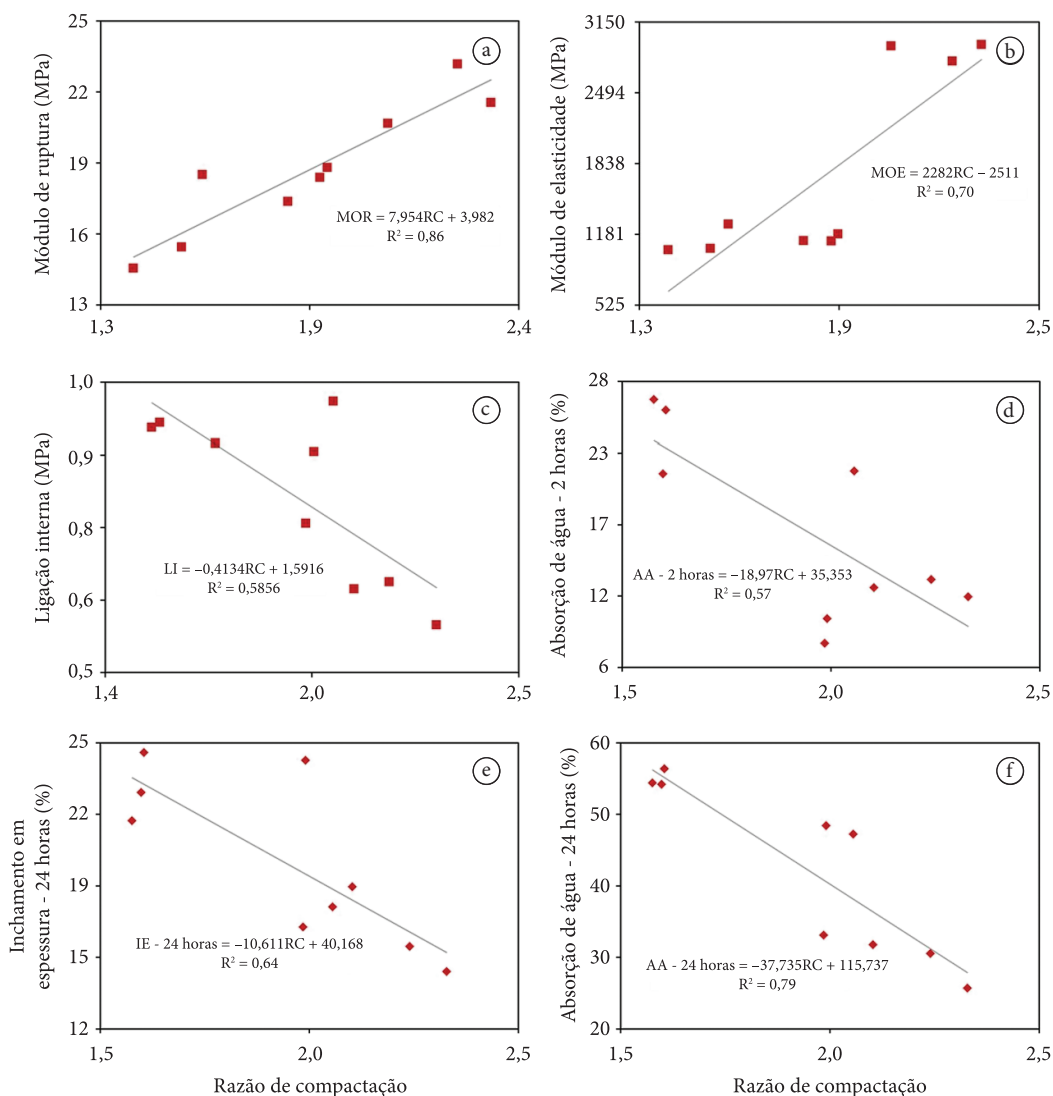 25
22
19
16
13
Módulo de ruptura (MPa)
a
MOR = 7,954RC + 3,982
R² = 0,86
1,3
1,9
2,4
3150
2494
1838
1181
525
Módulo de elasticidade (MPa)
b
MOE = 2282RC – 2511
R² = 0,70
1,3
1,9
2,5
1,0
0,9
0,8
0,6
0,5
Ligação interna (MPa)
c
LI = –0,4134RC + 1,5916
R² = 0,5856
1,4
2,0
2,5
28
23
17
12
6
Absorção de água - 2 horas (%)
d
AA - 2 horas = –18,97RC + 35,353
R² = 0,57
1,5
2,0
2,5
25
22
19
15
12
Inchamento em
espessura - 24 horas (%)
e
IE - 24 horas = –10,611RC + 40,168
R² = 0,64
1,5
2,0
2,5
Razão de compactação
60
50
40
30
20
Absorção de água - 24 horas (%)
f
AA - 24 horas = –37,735RC + 115,737
R² = 0,79
1,5
2,0
2,5
Razão de compactação